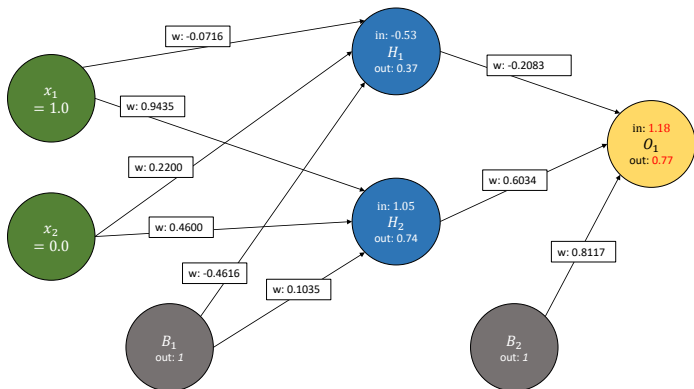 w: -0.0716
in: -0.53
H₁
out: 0.37
w: -0.2083
x₁
= 1.0
w: 0.9435
in: 1.18
O₁
out: 0.77
w: 0.2200
w: 0.6034
x₂
= 0.0
w: 0.4600
in: 1.05
H₂
out: 0.74
w: 0.8117
w: -0.4616
w: 0.1035
B₁
out: 1
B₂
out: 1